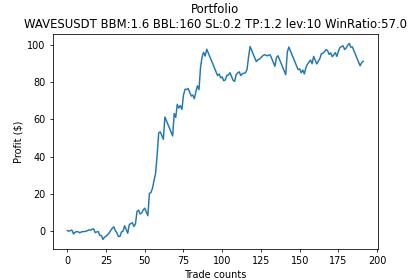 Portfolio
WAVESUSDT BBM:1.6 BBL:160 SL:0.2 TP:1.2 lev:10 WinRatio:57.0
100
80
60
40
20
0
Profit ($)
0 25 50 75 100 125 150 175 200
Trade counts